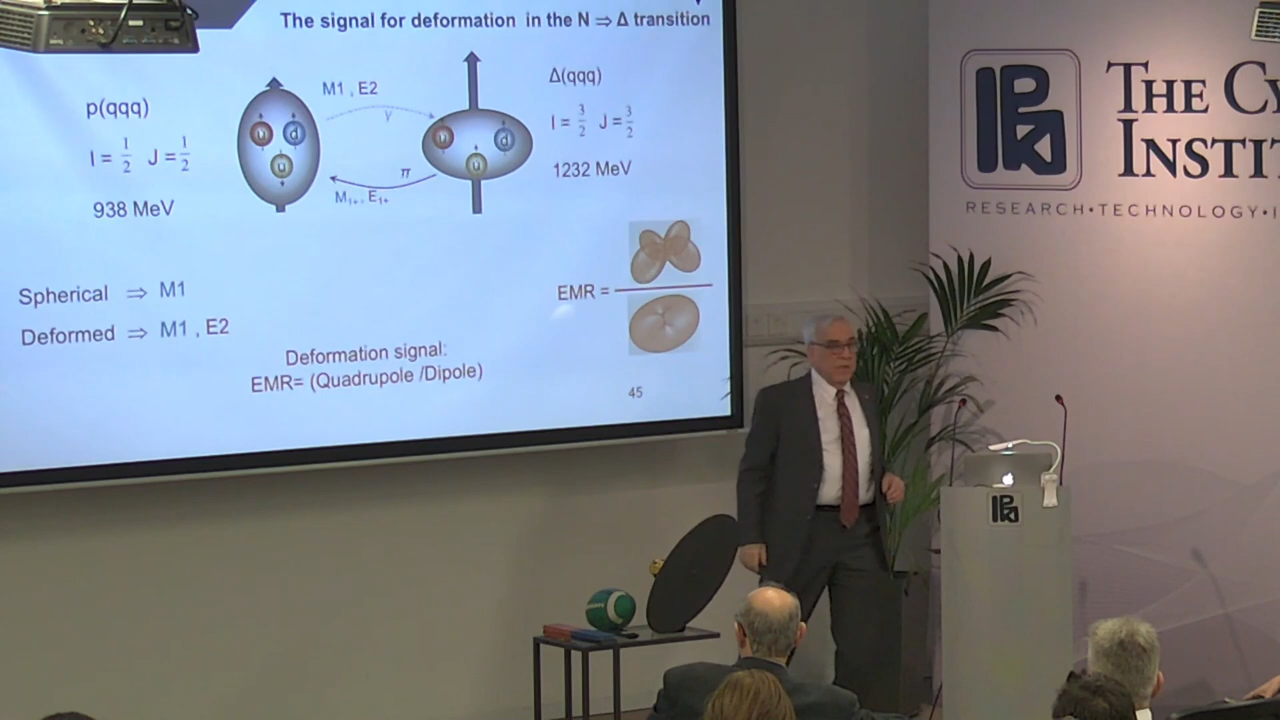 The signal for deformation in the N ⇒ Δ transition
p(qqq)
I = 1/2 J = 1/2
938 MeV
u d
u
M1 , E2
γ
π
M1+, E1+
u d
u
Δ(qqq)
I = 3/2 J = 3/2
1232 MeV
Spherical ⇒ M1
Deformed ⇒ M1 , E2
Deformation signal:
EMR= (Quadrupole /Dipole)
EMR =
45
THE CY
INSTIT
RESEARCH•TECHNOLOGY•I